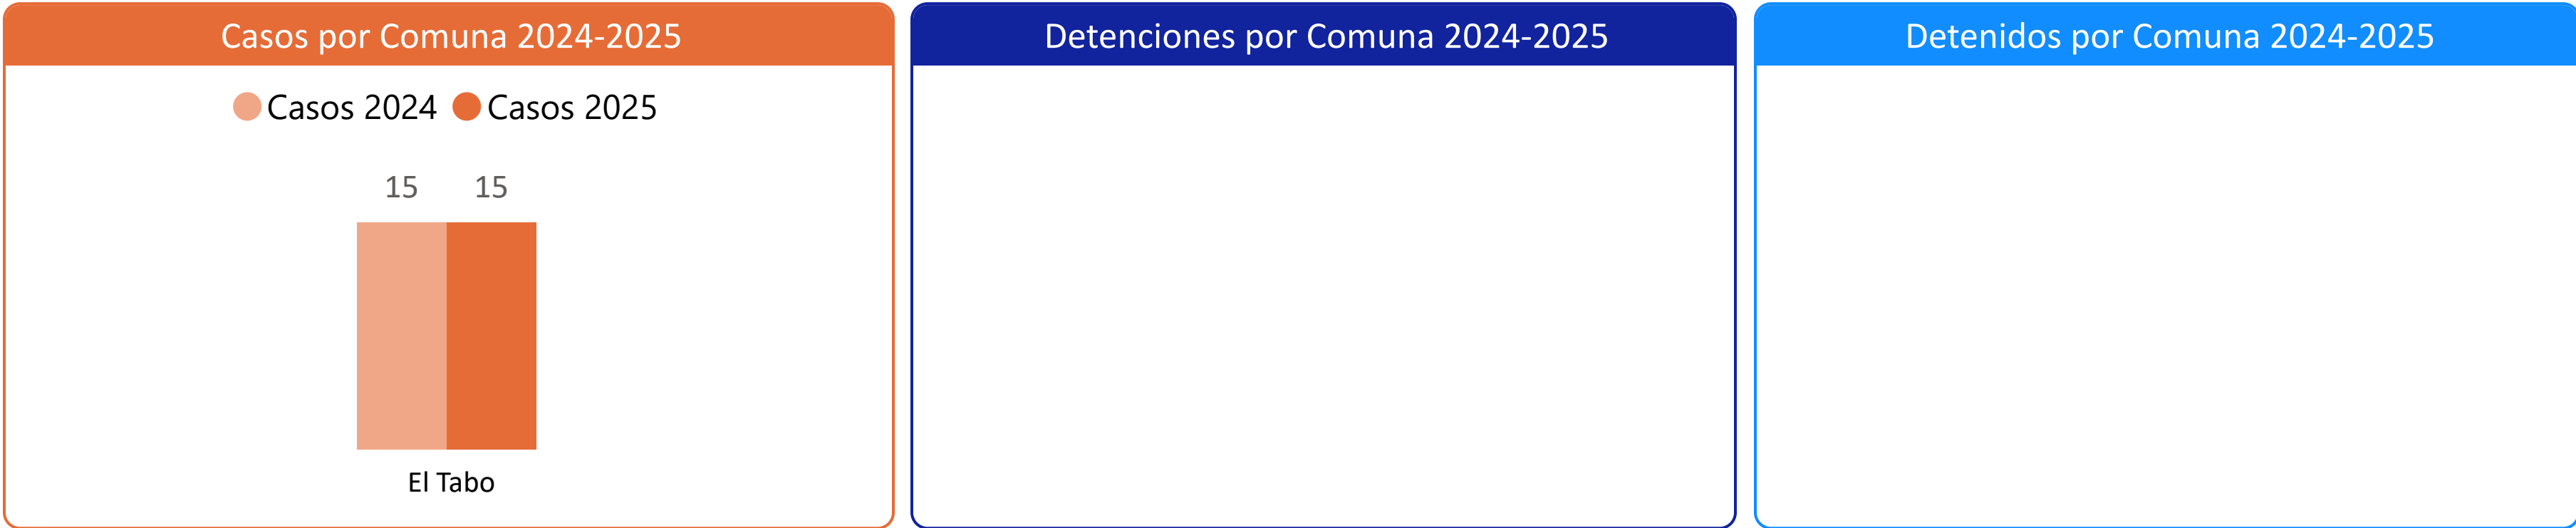 Casos por Comuna 2024-2025
Casos 2024 Casos 2025
15 15
El Tabo
Detenciones por Comuna 2024-2025
Detenidos por Comuna 2024-2025